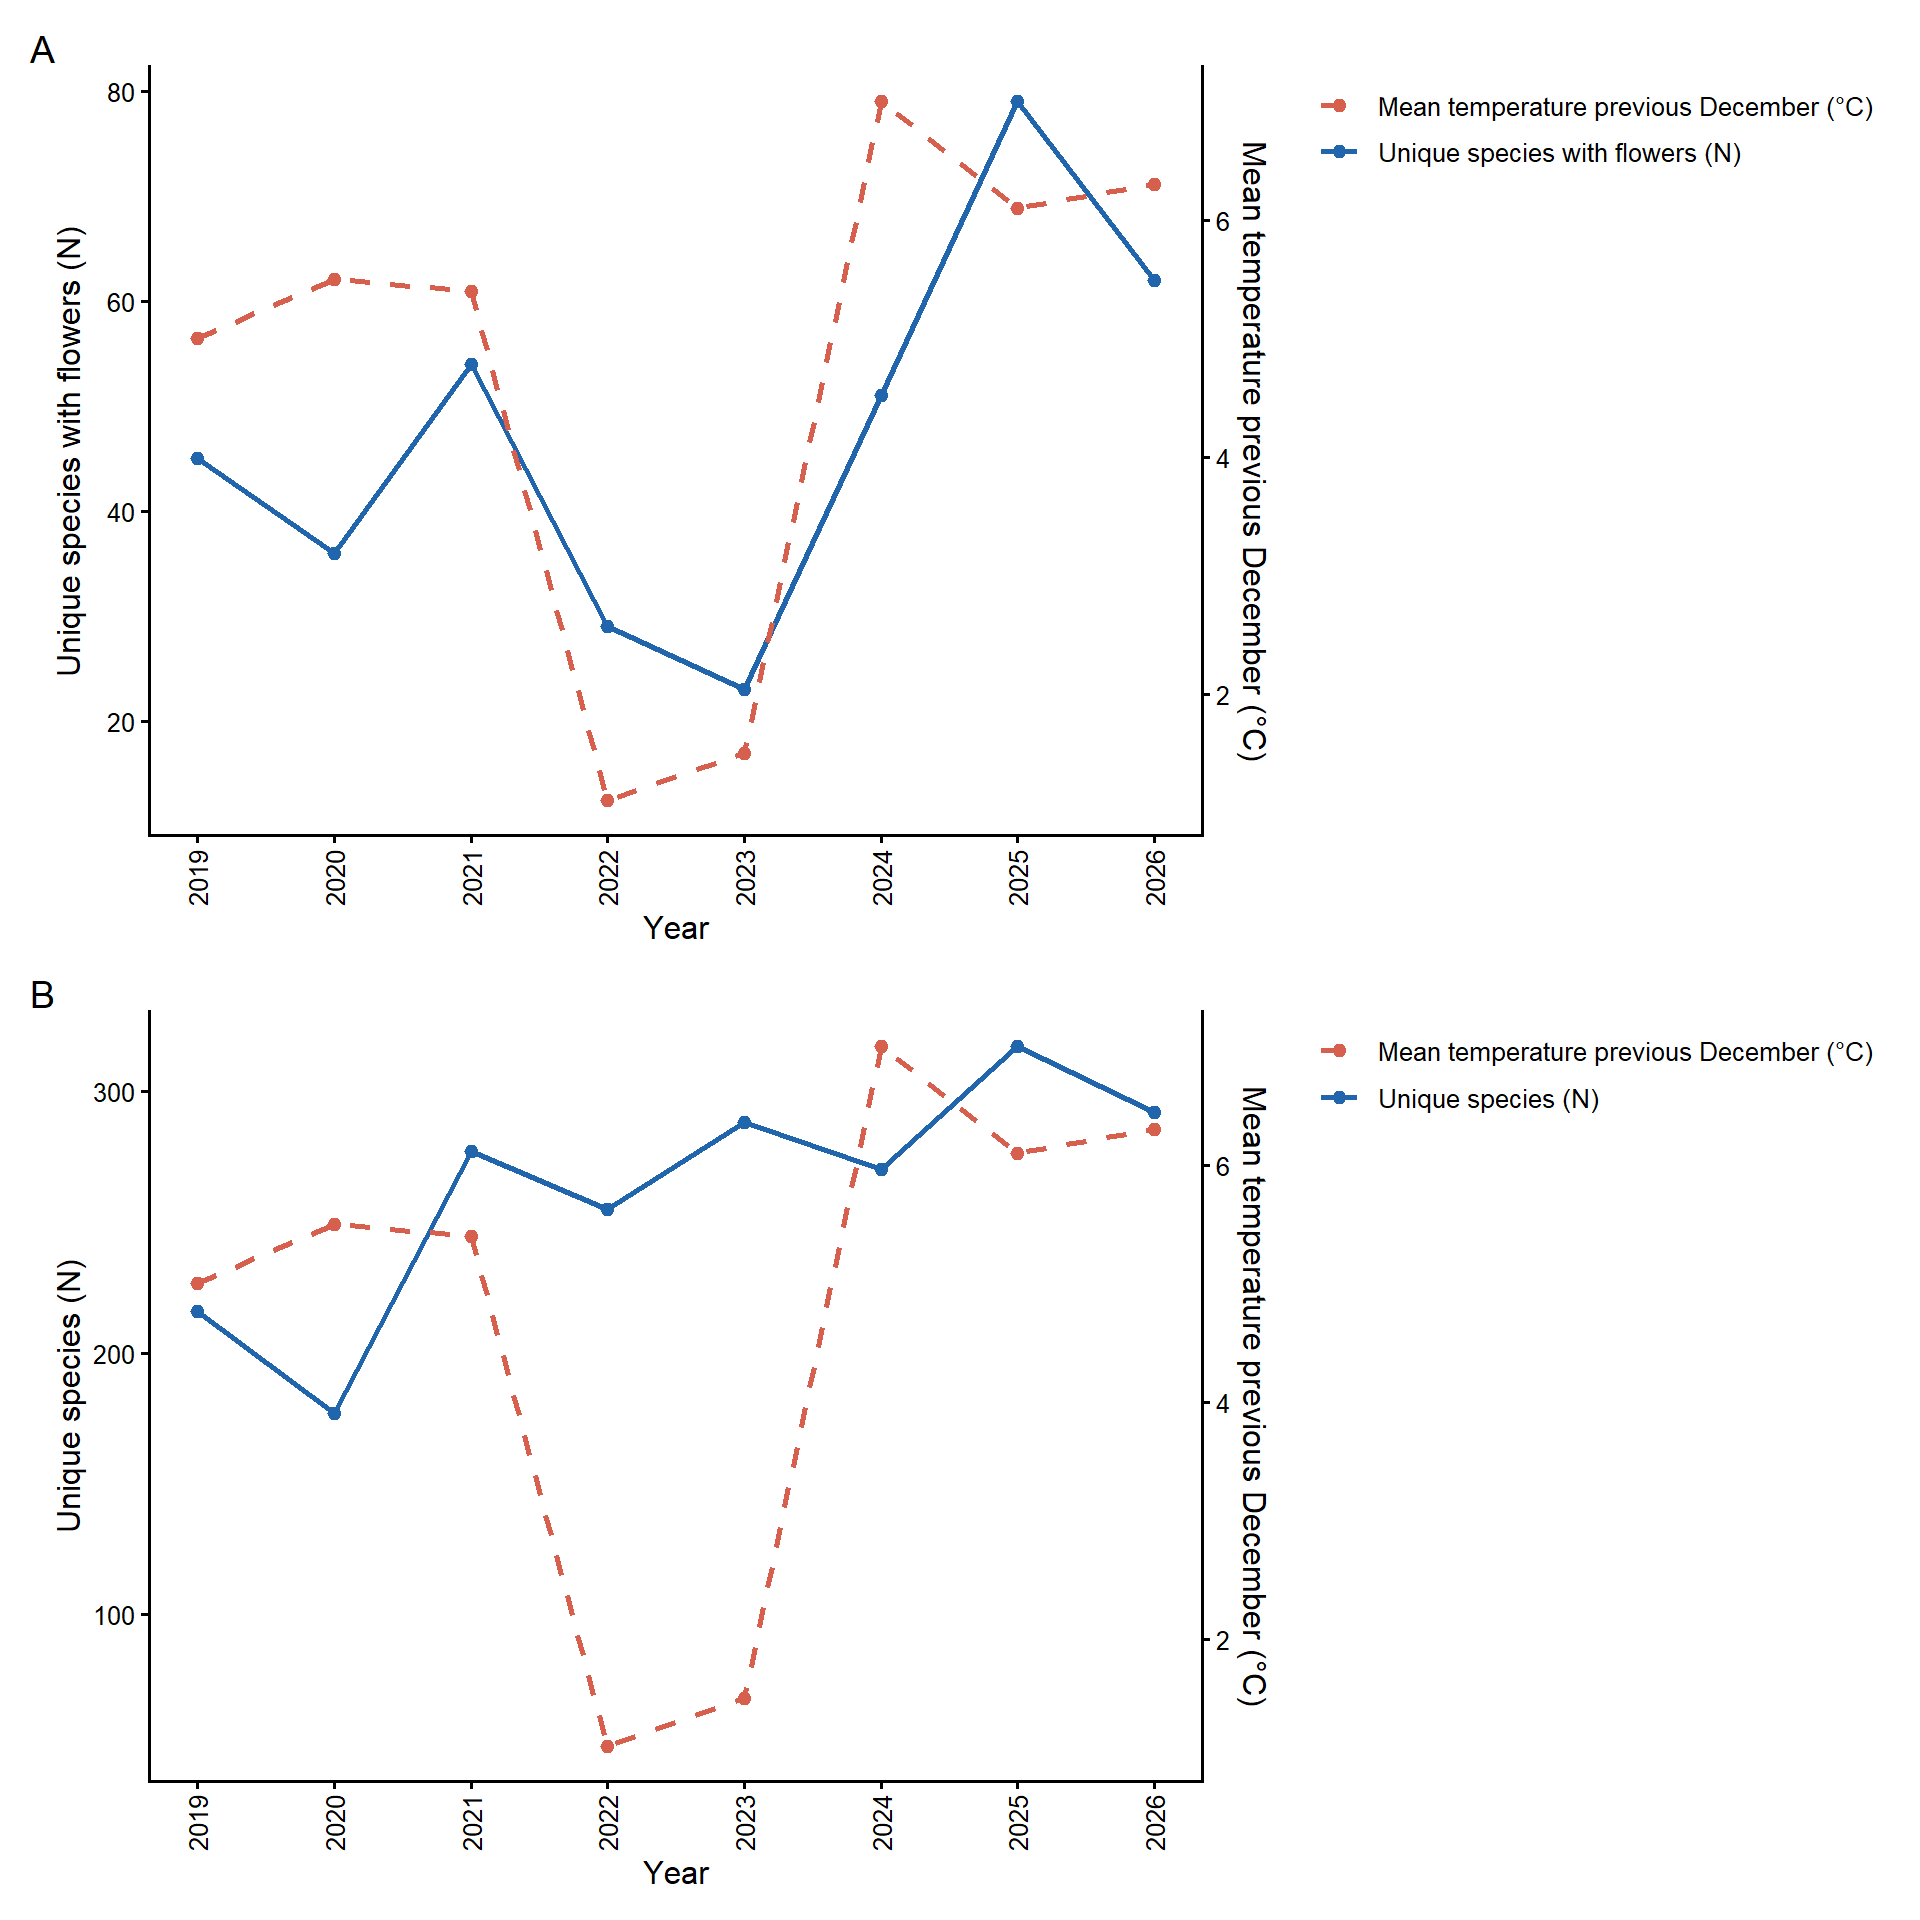 A
80
60
40
20
Unique species with flowers (N)
6
4
2
Mean temperature previous December (°C)
Mean temperature previous December (°C)
Unique species with flowers (N)
2019
2020
2021
2022
2023
2024
2025
2026
Year
B
300
200
100
Unique species (N)
6
4
2
Mean temperature previous December (°C)
Mean temperature previous December (°C)
Unique species (N)
2019
2020
2021
2022
2023
2024
2025
2026
Year